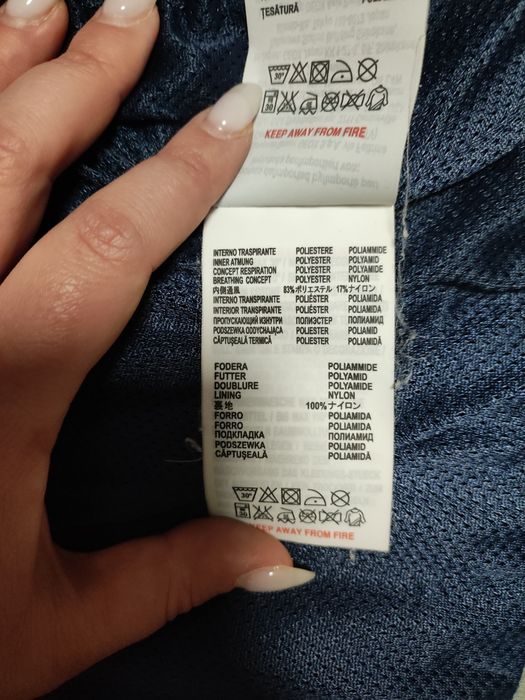 ȚESĂTURĂ
30°
30
KEEP AWAY FROM FIRE
INTERNO TRASPIRANTE POLIESTERE POLIAMMIDE
INNER ATMUNG POLYESTER POLYAMID
CONCEPT RESPIRATION POLYESTER POLYAMIDE
BREATHING CONCEPT POLYESTER NYLON
内側通風 83%ポリエステル 17%ナイロン
INTERNO TRANSPIRANTE POLIÉSTER POLIAMIDA
INTERIOR TRANSPIRANTE POLIÉSTER POLIAMIDA
ПРОПУСКАЮЩИЙ ИЗНУТРИ ПОЛИЭСТЕР ПОЛИАМИД
PODSZEWKA ODDYCHAJĄCA POLIESTER POLIAMID
CĂPTUȘEALĂ TERMICĂ POLIESTER POLIAMIDĂ
FODERA POLIAMMIDE
FUTTER POLYAMID
DOUBLURE POLYAMIDE
LINING NYLON
裏地 100%ナイロン
FORRO POLIAMIDA
FORRO POLIAMIDA
ПОДКЛАДКА ПОЛИАМИД
PODSZEWKA POLIAMID
CĂPTUȘEALĂ POLIAMIDĂ
30°
30
KEEP AWAY FROM FIRE